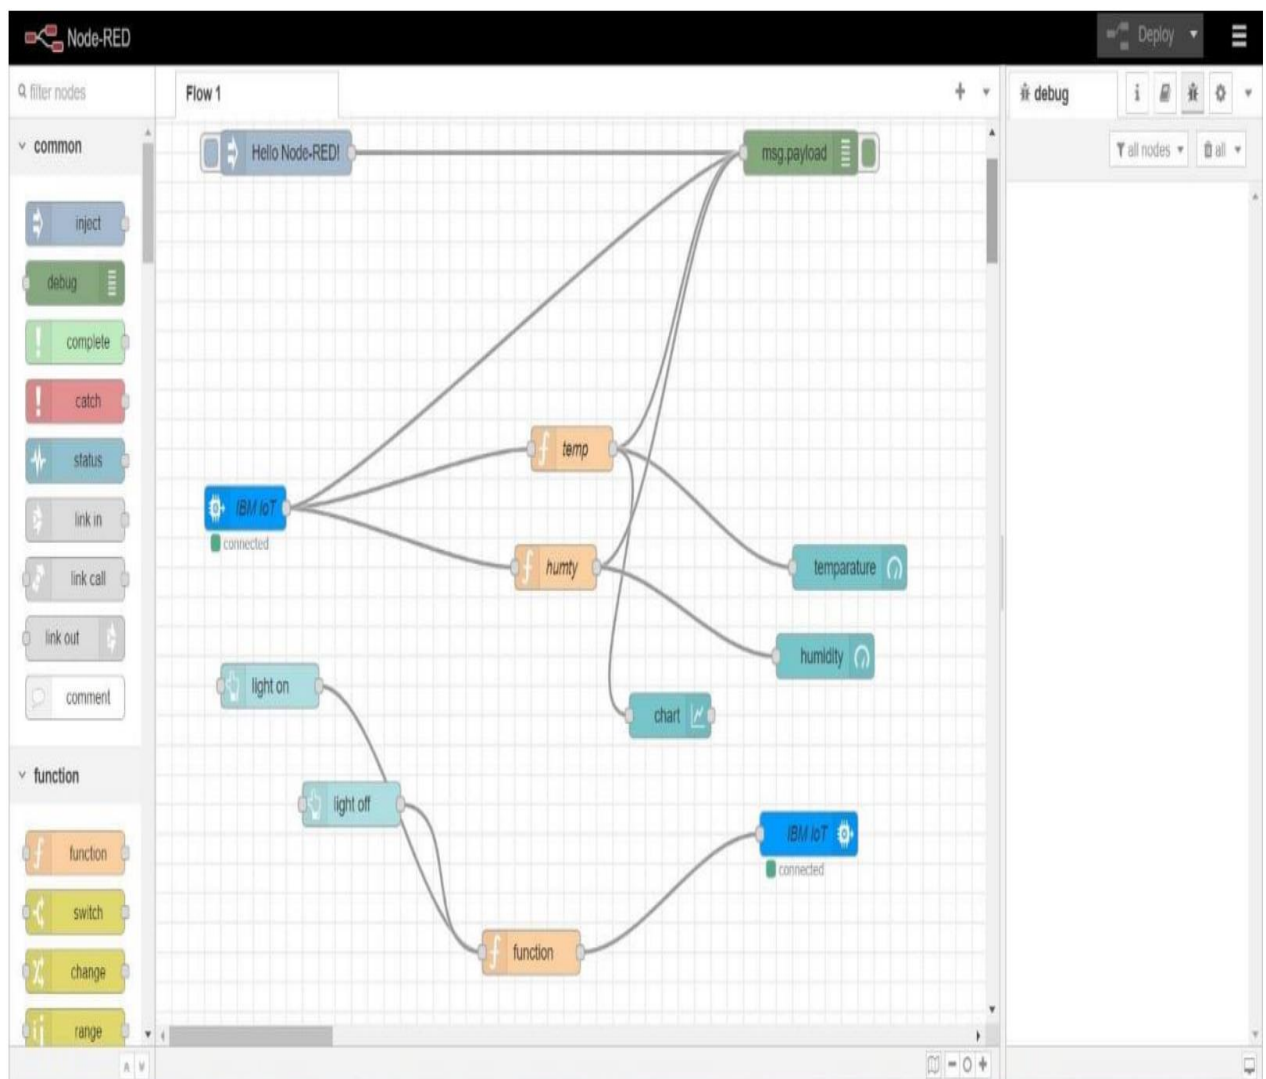 Node-RED
Deploy
filter nodes
Flow 1
debug
all nodes
all
common
inject
debug
complete
catch
status
link in
link call
link out
comment
function
function
switch
change
range
Hello Node-RED!
msg.payload
temp
IBM IoT
connected
humty
temparature
humidity
light on
chart
light off
IBM IoT
connected
function